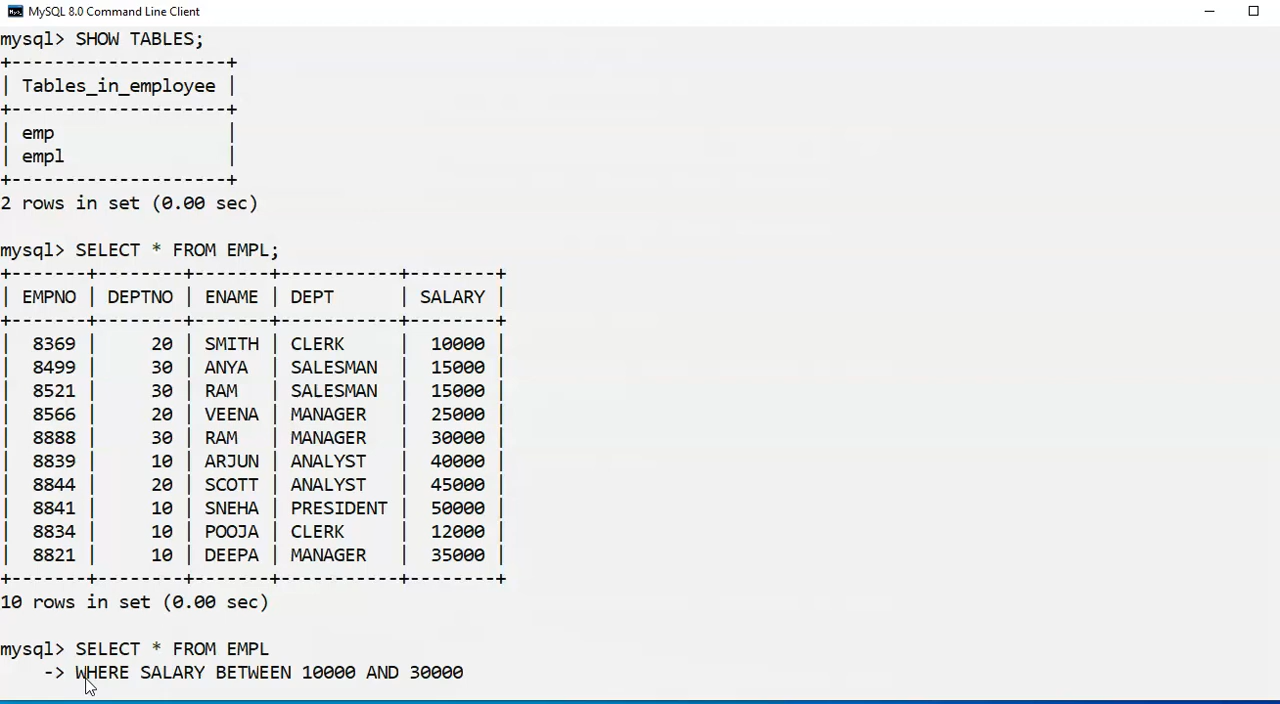 MySQL 8.0 Command Line Client
mysql> SHOW TABLES;
+--------------------+
| Tables_in_employee |
+--------------------+
| emp                |
| empl               |
+--------------------+
2 rows in set (0.00 sec)
mysql> SELECT * FROM EMPL;
+-------+--------+-------+-----------+--------+
| EMPNO | DEPTNO | ENAME | DEPT      | SALARY |
+-------+--------+-------+-----------+--------+
|  8369 |     20 | SMITH | CLERK     |  10000 |
|  8499 |     30 | ANYA  | SALESMAN  |  15000 |
|  8521 |     30 | RAM   | SALESMAN  |  15000 |
|  8566 |     20 | VEENA | MANAGER   |  25000 |
|  8888 |     30 | RAM   | MANAGER   |  30000 |
|  8839 |     10 | ARJUN | ANALYST   |  40000 |
|  8844 |     20 | SCOTT | ANALYST   |  45000 |
|  8841 |     10 | SNEHA | PRESIDENT |  50000 |
|  8834 |     10 | POOJA | CLERK     |  12000 |
|  8821 |     10 | DEEPA | MANAGER   |  35000 |
+-------+--------+-------+-----------+--------+
10 rows in set (0.00 sec)
mysql> SELECT * FROM EMPL
    -> WHERE SALARY BETWEEN 10000 AND 30000